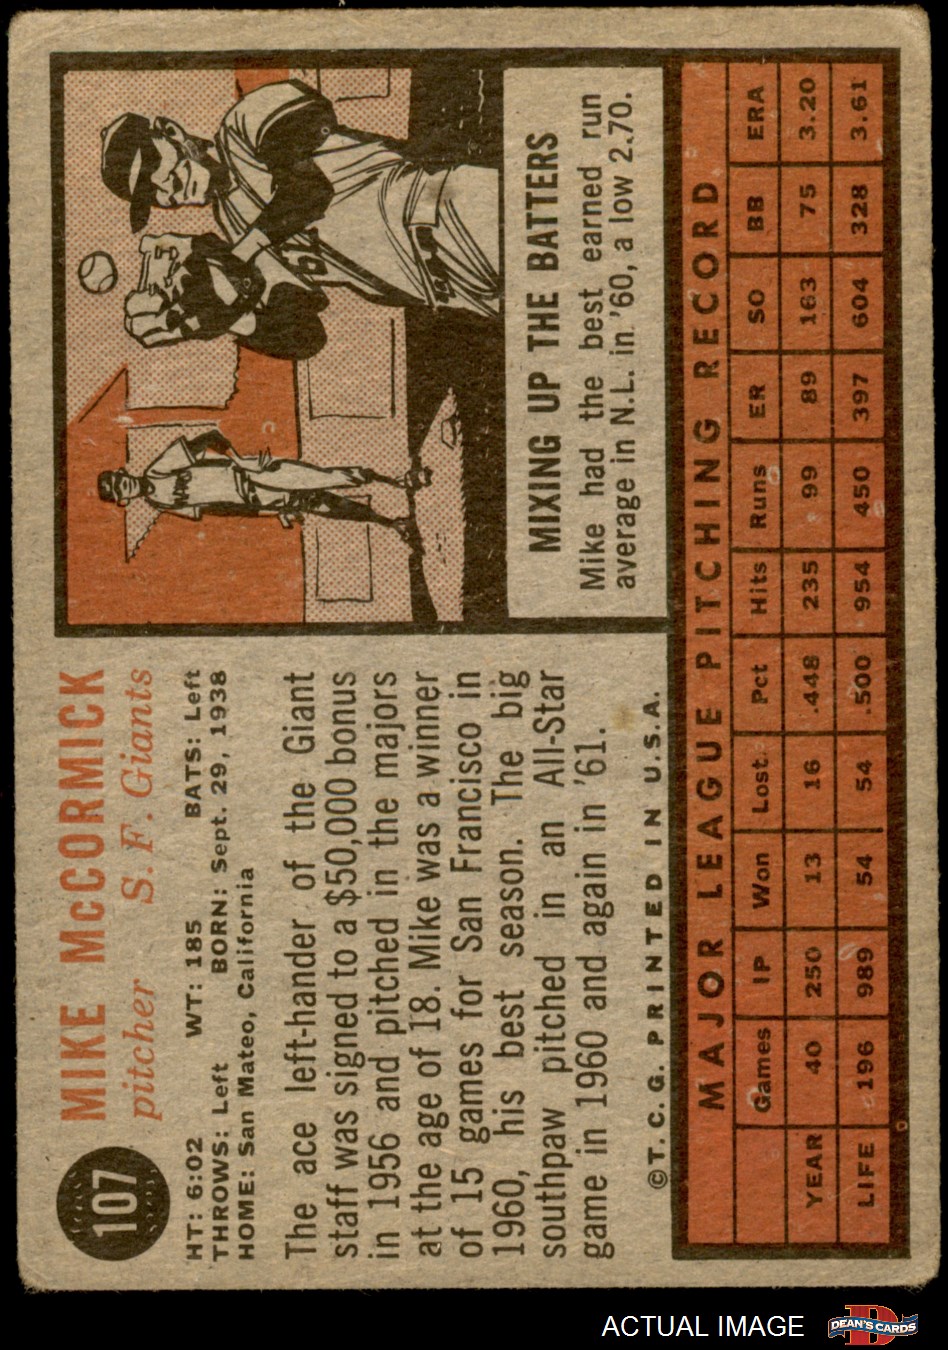 107
MIKE McCORMICK
pitcher S. F. Giants
HT: 6:02 WT: 185 BATS: Left
THROWS: Left BORN: Sept. 29, 1938
HOME: San Mateo, California
The ace left-hander of the Giant
staff was signed to a $50,000 bonus
in 1956 and pitched in the majors
at the age of 18. Mike was a winner
of 15 games for San Francisco in
1960, his best season. The big
southpaw pitched in an All-Star
game in 1960 and again in '61.
©T.C.G. PRINTED IN U.S.A.
MIXING UP THE BATTERS
Mike had the best earned run
average in N.L. in '60, a low 2.70.
MAJOR LEAGUE PITCHING RECORD
Games IP Won Lost Pct Hits Runs ER SO BB ERA
YEAR 40 250 13 16 .448 235 99 89 163 75 3.20
LIFE 196 989 54 54 .500 954 450 397 604 328 3.61
ACTUAL IMAGE
DEAN'S CARDS